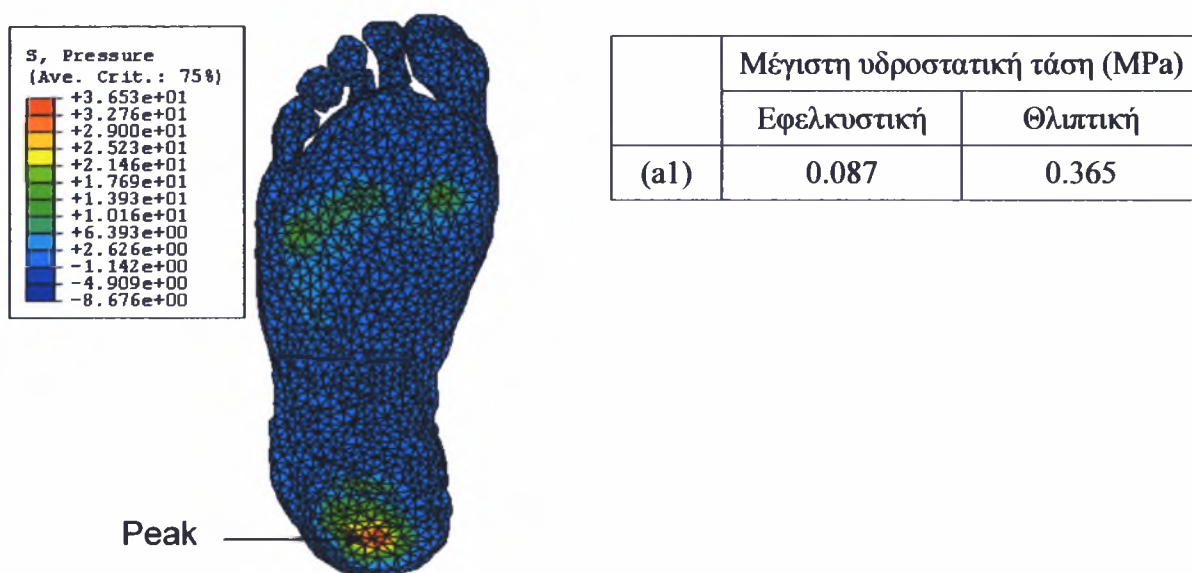 S, Pressure
(Ave. Crit.: 75%)
+3.653e+01
+3.276e+01
+2.900e+01
+2.523e+01
+2.146e+01
+1.769e+01
+1.393e+01
+1.016e+01
+6.393e+00
+2.626e+00
-1.142e+00
-4.909e+00
-8.676e+00
Peak
Μέγιστη υδροστατική τάση (MPa)
Εφελκυστική Θλιπτική
(a1) 0.087 0.365